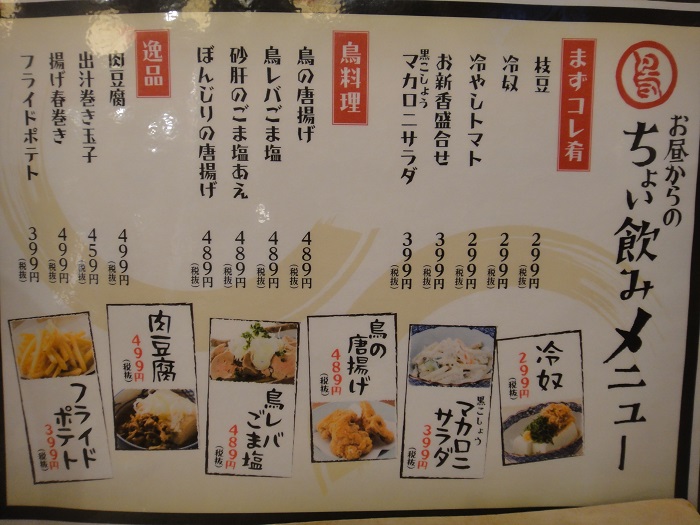 鳥
お昼からの
ちょい飲みメニュー
まずコレ肴
枝豆 299円(税抜)
冷奴 299円(税抜)
冷やしトマト 299円(税抜)
お新香盛合せ 399円(税抜)
黒こしょう
マカロニサラダ 399円(税抜)
鳥料理
鳥の唐揚げ 489円(税抜)
鳥レバごま塩 489円(税抜)
砂肝のごま塩あえ 489円(税抜)
ぼんじりの唐揚げ 489円(税抜)
逸品
肉豆腐 499円(税抜)
出汁巻き玉子 459円(税抜)
揚げ春巻き 499円(税抜)
フライドポテト 399円(税抜)
冷奴
299円
(税抜)
黒こしょう
マカロニ
サラダ
399円
(税抜)
鳥の
唐揚げ
489円
(税抜)
鳥レバ
ごま塩
489円
(税抜)
肉豆腐
499円
(税抜)
フライド
ポテト
399円
(税抜)